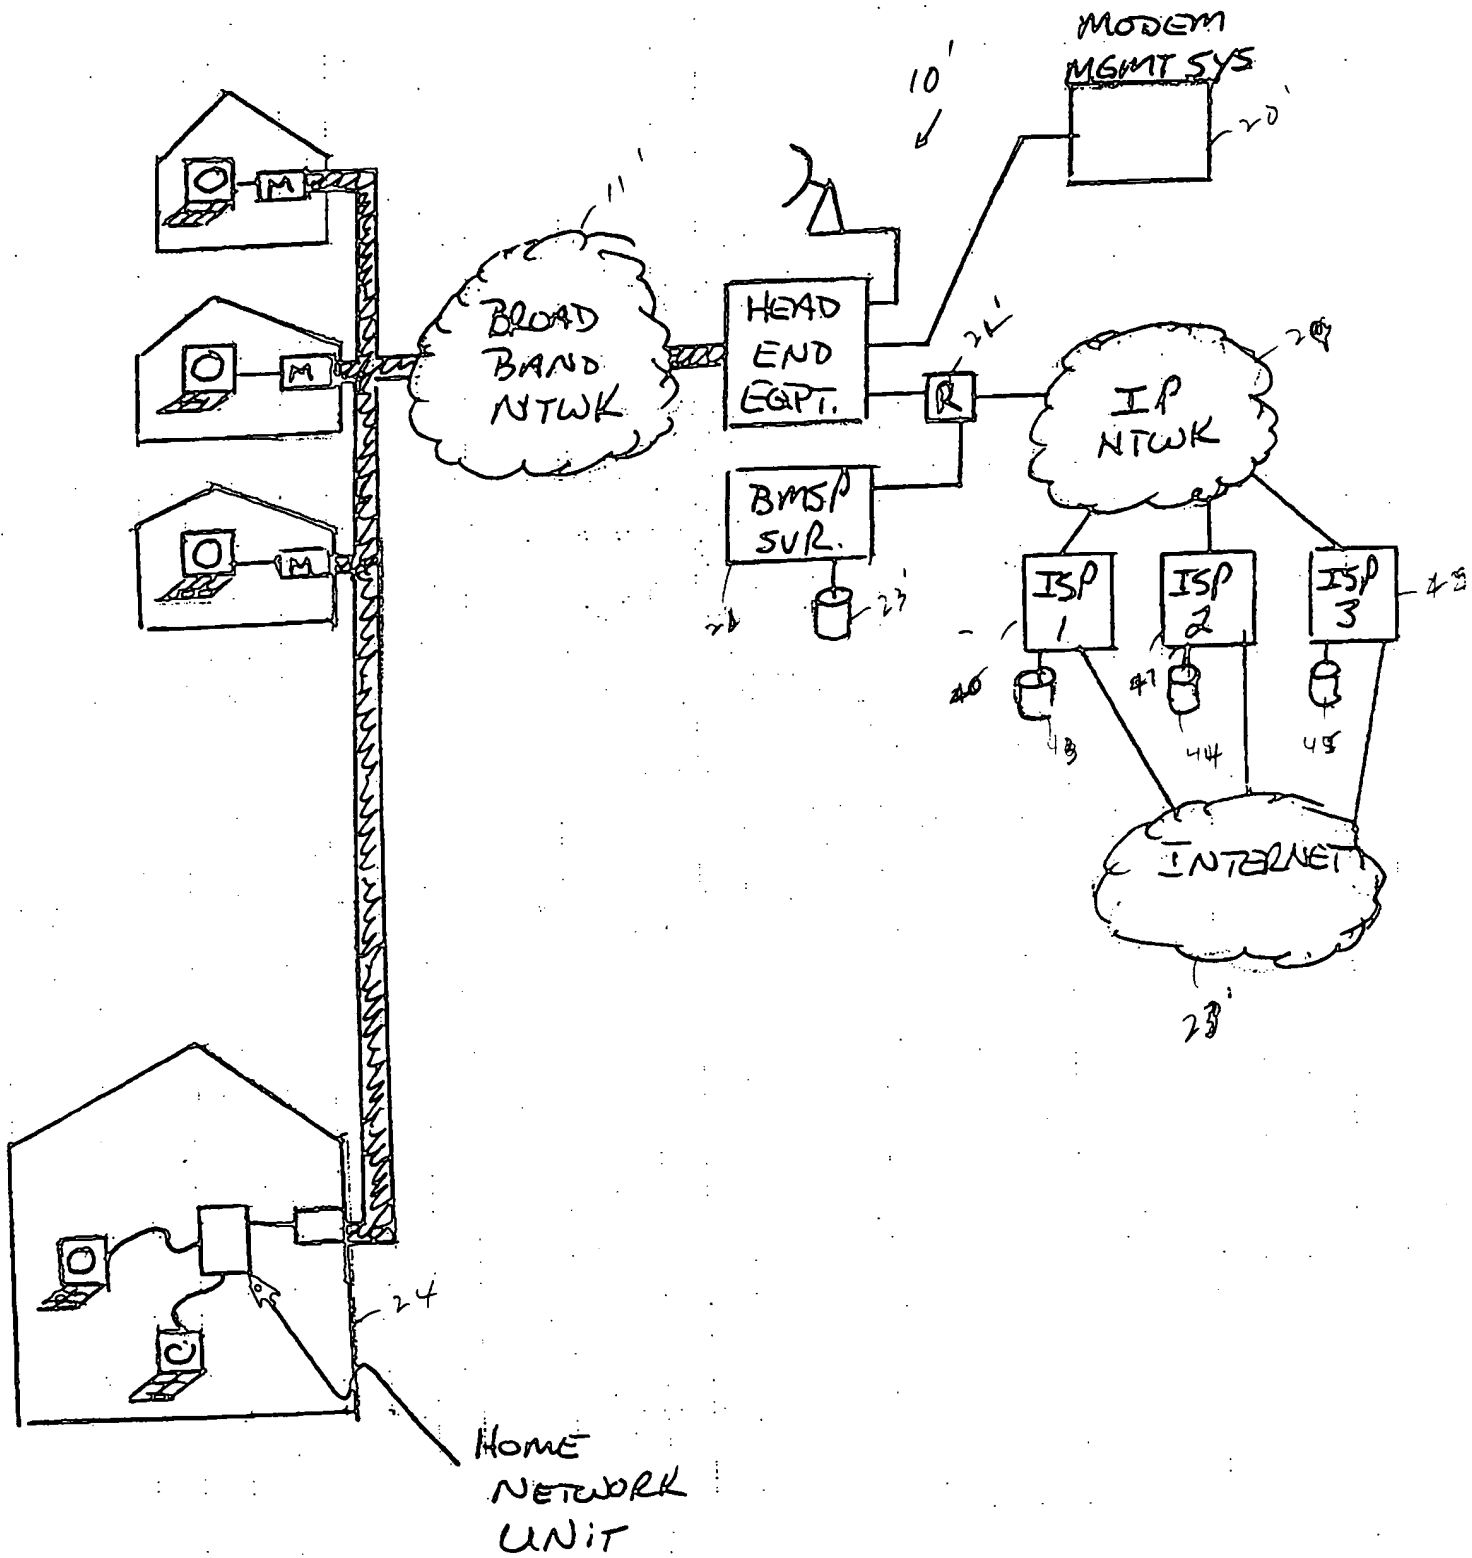 MODEM
MGMT SYS
10'
20'
11'
M
BROAD
BAND
NTWK
HEAD
END
EQPT.
R
IP
NTWK
M
BMSP
SVR.
23'
M
ISP
1
ISP
2
ISP
3
47
44
45
INTERNET
24
HOME
NETWORK
UNIT